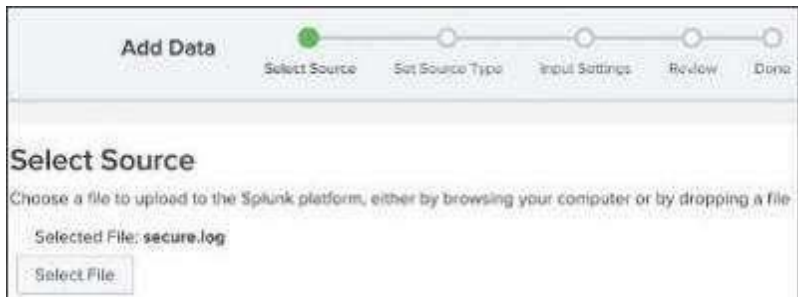 Add Data
Select Source Set Source Type Input Settings Review Done
Select Source
Choose a file to upload to the Splunk platform, either by browsing your computer or by dropping a file
Selected File: secure.log
Select File